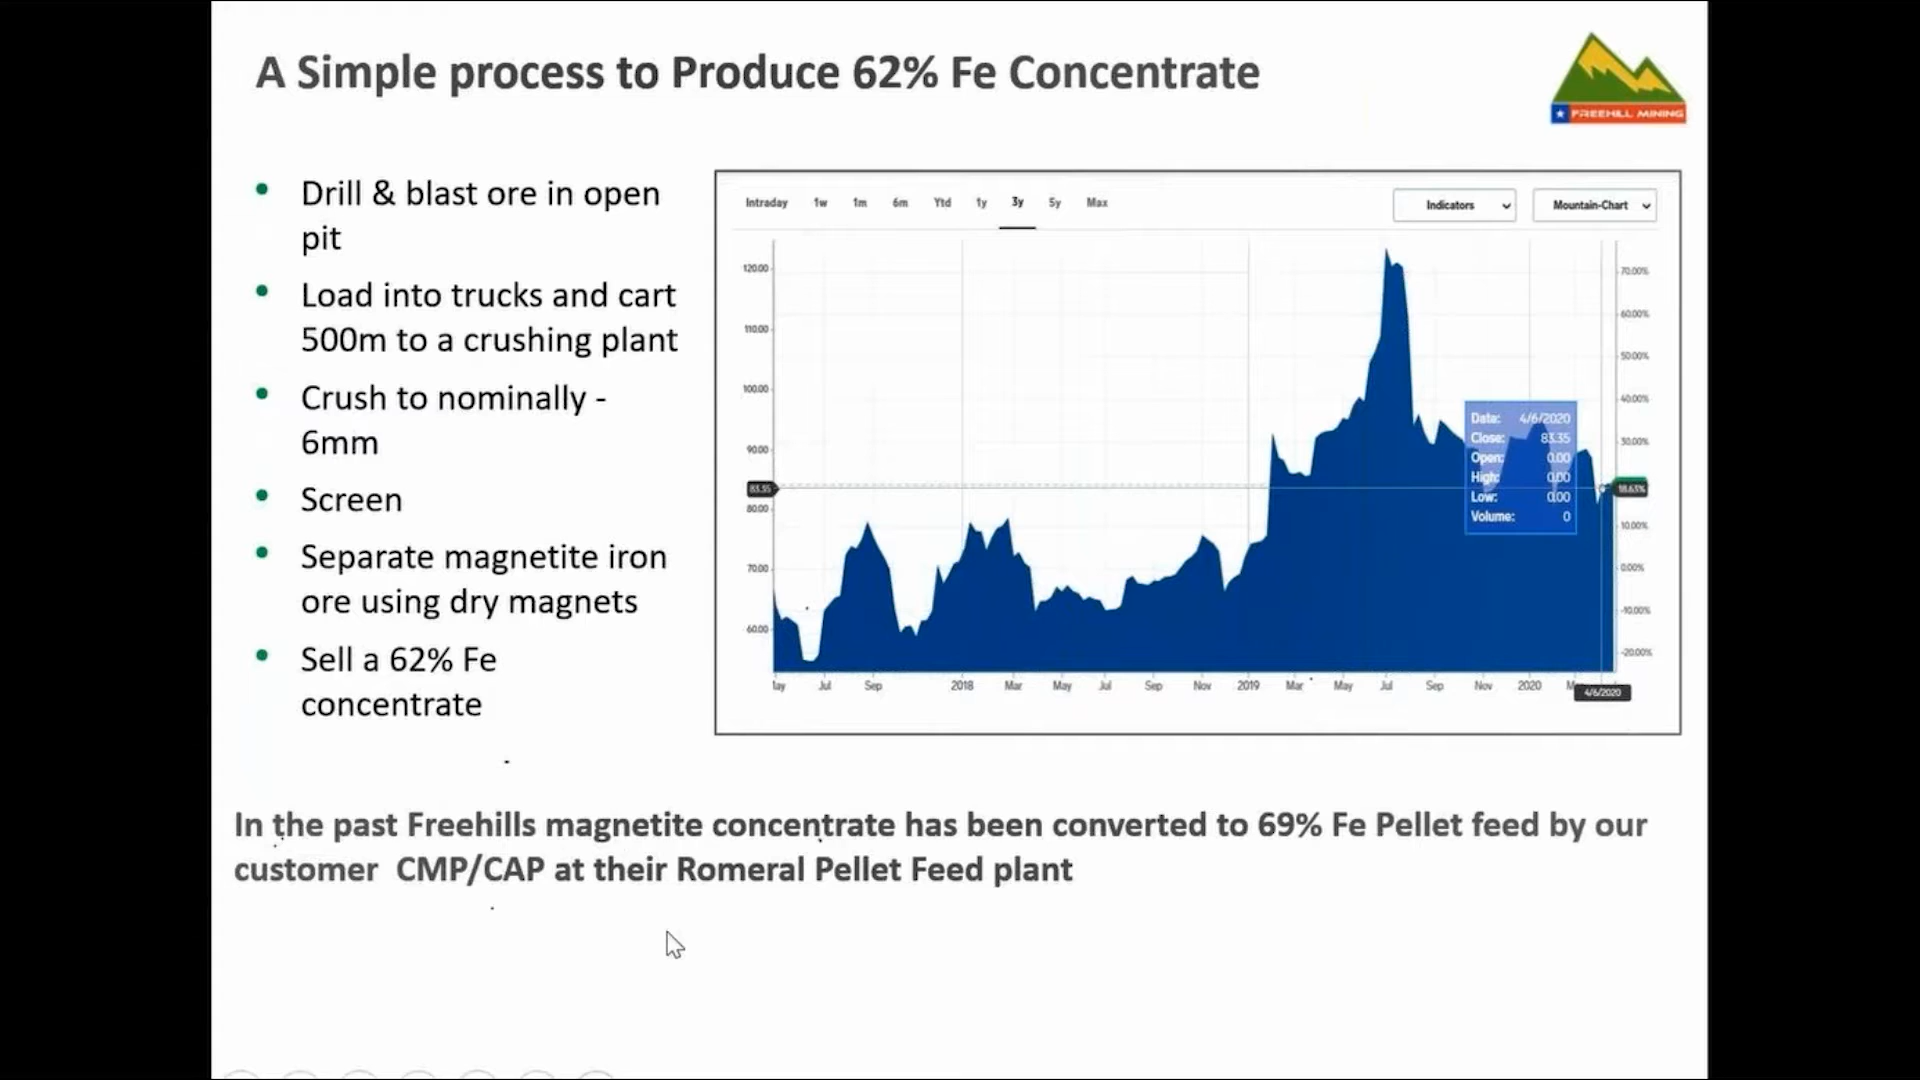 A Simple process to Produce 62% Fe Concentrate
FREEHILL MINING
Drill & blast ore in open
pit
Load into trucks and cart
500m to a crushing plant
Crush to nominally -
6mm
Screen
Separate magnetite iron
ore using dry magnets
Sell a 62% Fe
concentrate
Intraday 1w 1m 6m Ytd 1y 3y 5y Max
Indicators
Mountain-Chart
120.00
110.00
100.00
90.00
83.35
80.00
70.00
60.00
70.00%
60.00%
50.00%
40.00%
30.00%
18.63%
10.00%
0.00%
-10.00%
-20.00%
Date: 4/6/2020
Close: 83.35
Open: 0.00
High: 0.00
Low: 0.00
Volume: 0
Jul Sep 2018 Mar May Jul Sep Nov 2019 Mar May Jul Sep Nov 2020
4/6/2020
In the past Freehills magnetite concentrate has been converted to 69% Fe Pellet feed by our
customer CMP/CAP at their Romeral Pellet Feed plant